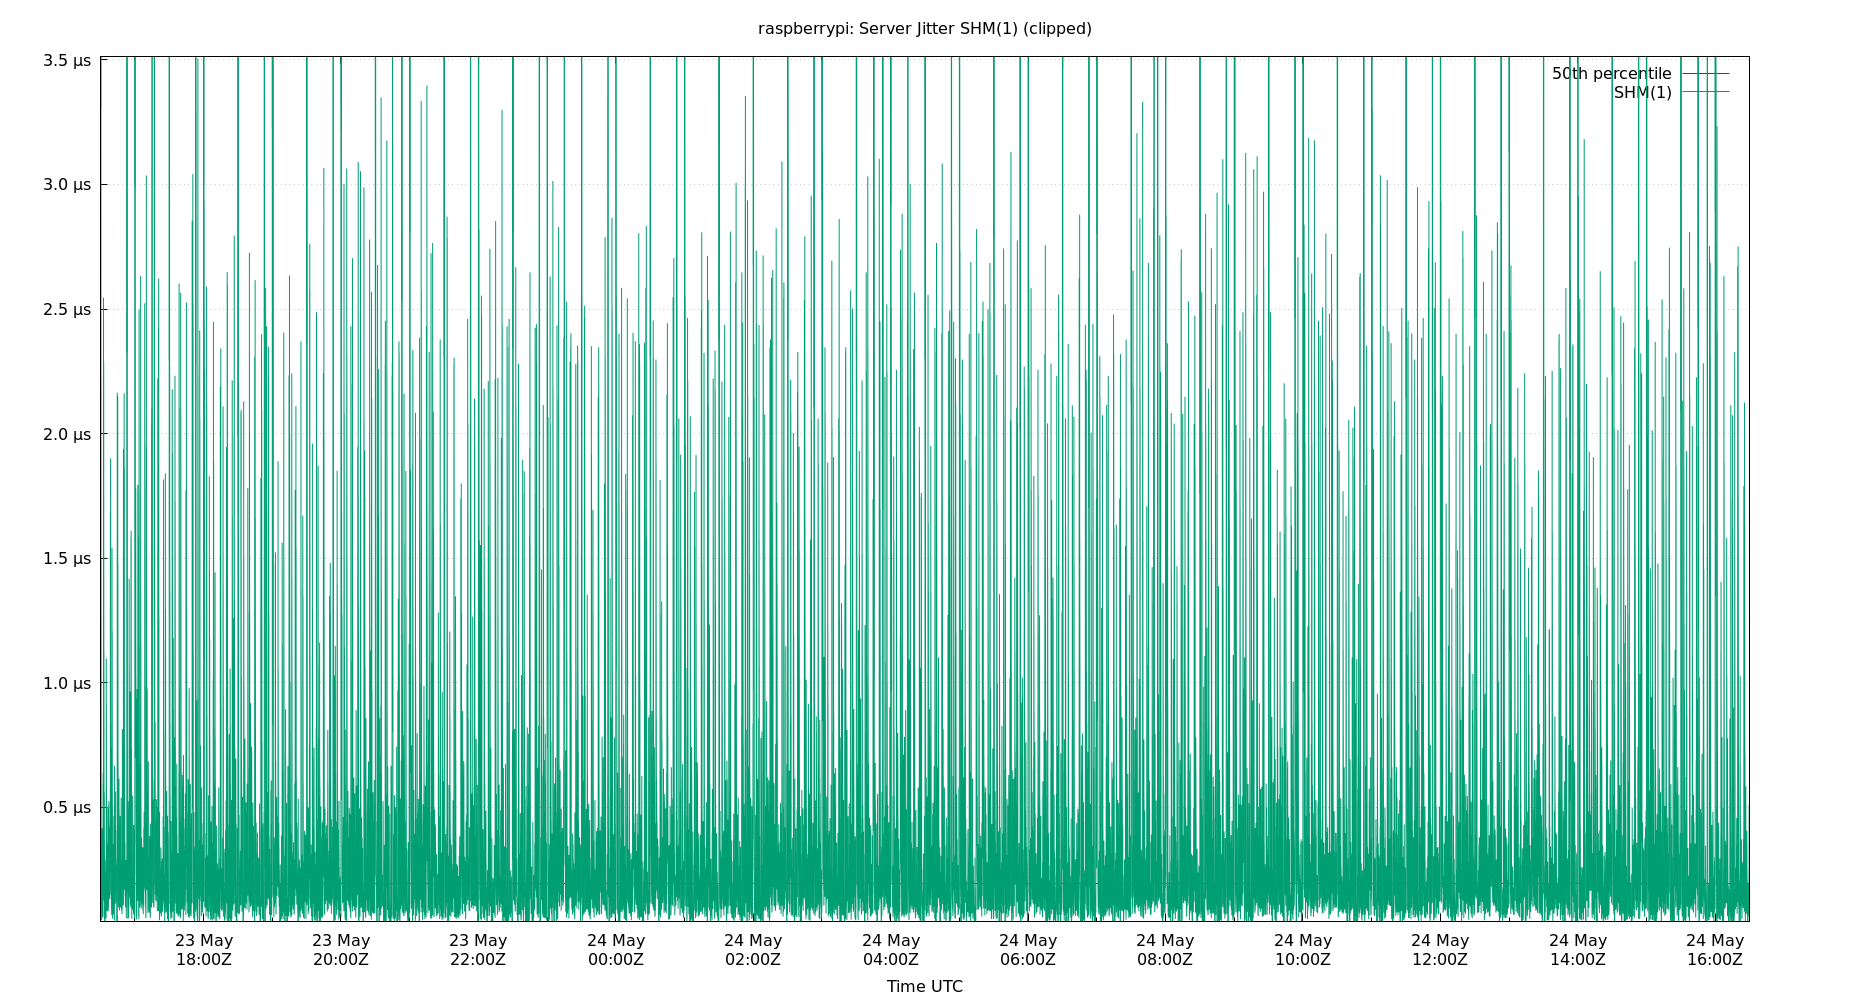 raspberrypi: Server Jitter SHM(1) (clipped)
3.5 µs
50th percentile
SHM(1)
3.0 µs
2.5 µs
2.0 µs
1.5 µs
1.0 µs
0.5 µs
23 May 23 May 23 May 24 May 24 May 24 May 24 May 24 May 24 May 24 May 24 May 24 May
18:00Z 20:00Z 22:00Z 00:00Z 02:00Z 04:00Z 06:00Z 08:00Z 10:00Z 12:00Z 14:00Z 16:00Z
Time UTC